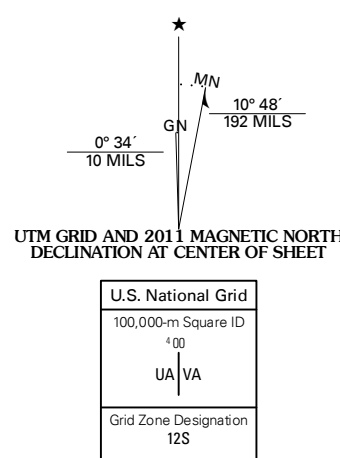 ★
MN
GN
10° 48´
192 MILS
0° 34´
10 MILS
UTM GRID AND 2011 MAGNETIC NORTH
DECLINATION AT CENTER OF SHEET
U.S. National Grid
100,000-m Square ID
⁴00
UA VA
Grid Zone Designation
12S